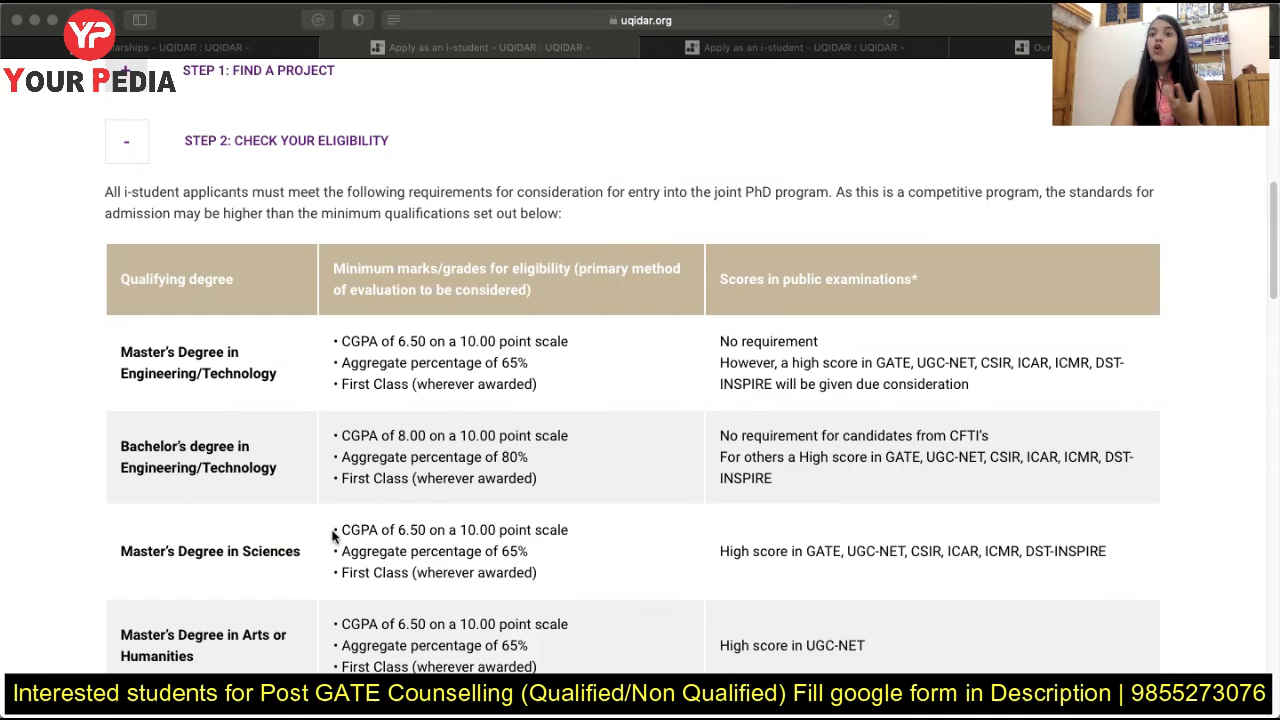 uqidar.org
YP
YOUR PEDIA
arships – UQIDAR : UQIDAR –
Apply as an i-student – UQIDAR : UQIDAR –
Apply as an i-student – UQIDAR : UQIDAR –
Our
+
STEP 1: FIND A PROJECT
-
STEP 2: CHECK YOUR ELIGIBILITY
All i-student applicants must meet the following requirements for consideration for entry into the joint PhD program. As this is a competitive program, the standards for
admission may be higher than the minimum qualifications set out below:
Qualifying degree
Minimum marks/grades for eligibility (primary method
of evaluation to be considered)
Scores in public examinations*
Master's Degree in
Engineering/Technology
• CGPA of 6.50 on a 10.00 point scale
• Aggregate percentage of 65%
• First Class (wherever awarded)
No requirement
However, a high score in GATE, UGC-NET, CSIR, ICAR, ICMR, DST-
INSPIRE will be given due consideration
Bachelor's degree in
Engineering/Technology
• CGPA of 8.00 on a 10.00 point scale
• Aggregate percentage of 80%
• First Class (wherever awarded)
No requirement for candidates from CFTI's
For others a High score in GATE, UGC-NET, CSIR, ICAR, ICMR, DST-
INSPIRE
Master's Degree in Sciences
• CGPA of 6.50 on a 10.00 point scale
• Aggregate percentage of 65%
• First Class (wherever awarded)
High score in GATE, UGC-NET, CSIR, ICAR, ICMR, DST-INSPIRE
Master's Degree in Arts or
Humanities
• CGPA of 6.50 on a 10.00 point scale
• Aggregate percentage of 65%
• First Class (wherever awarded)
High score in UGC-NET
Interested students for Post GATE Counselling (Qualified/Non Qualified) Fill google form in Description | 9855273076